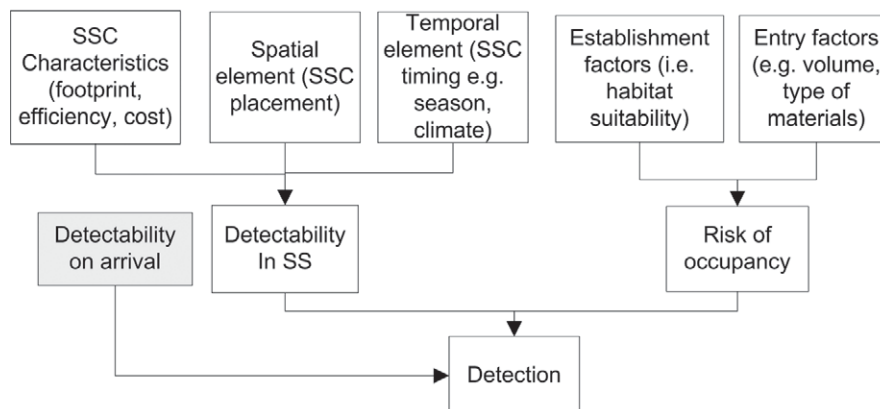 SSC
Characteristics
(footprint,
efficiency, cost)
Spatial
element (SSC
placement)
Temporal
element (SSC
timing e.g.
season,
climate)
Establishment
factors (i.e.
habitat
suitability)
Entry factors
(e.g. volume,
type of
materials)
Detectability
on arrival
Detectability
In SS
Risk of
occupancy
Detection